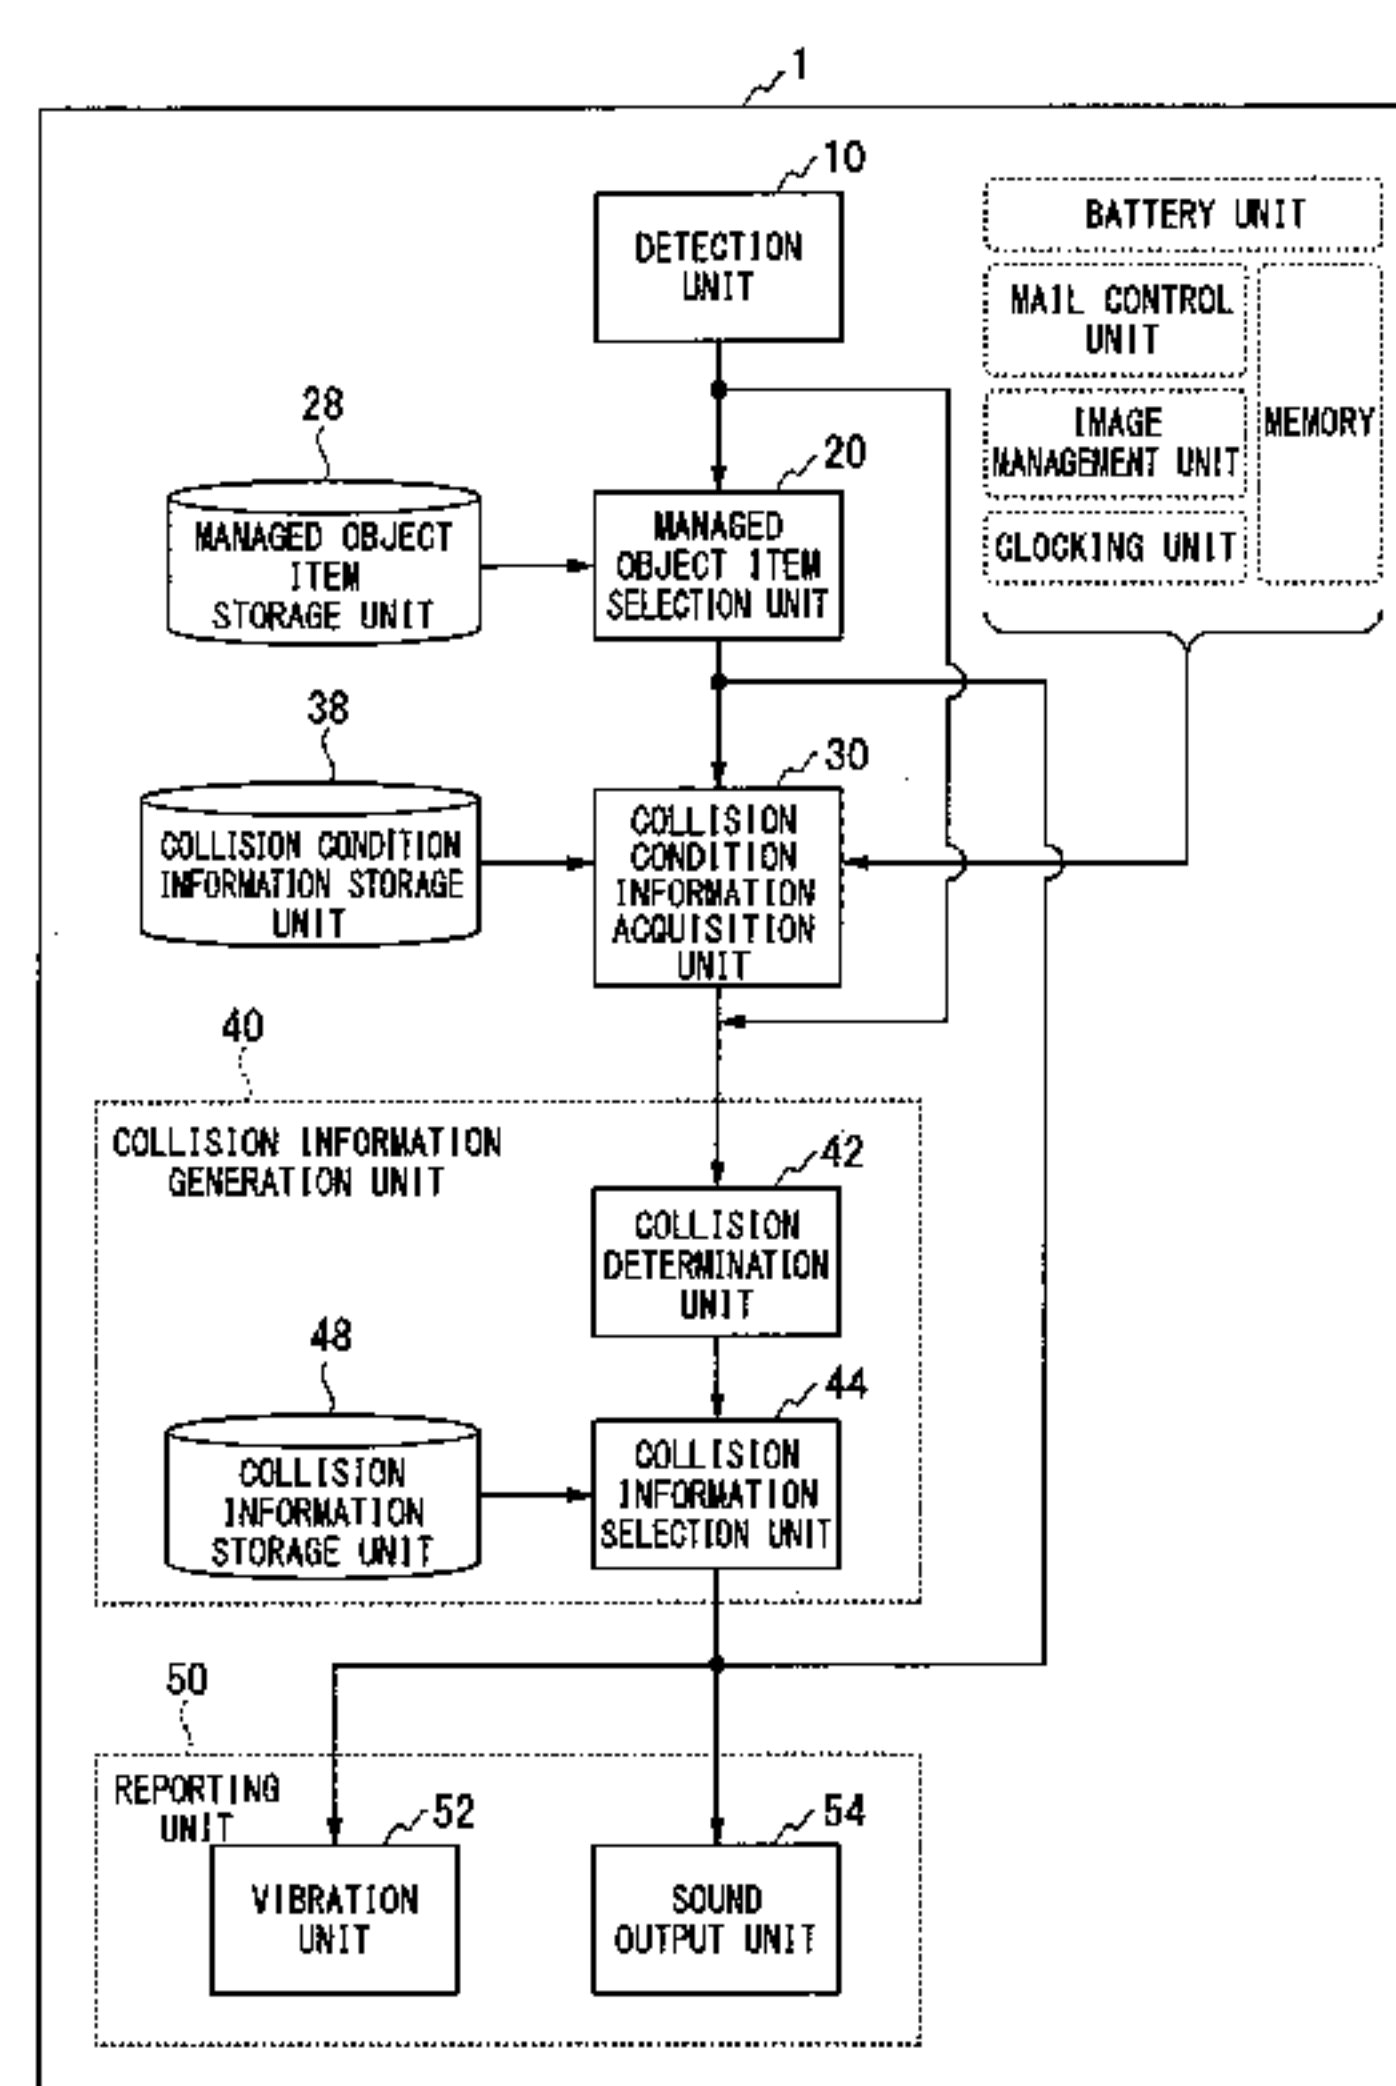 1
10
DETECTION
UNIT
BATTERY UNIT
MAIL CONTROL
UNIT
IMAGE
MANAGEMENT UNIT
CLOCKING UNIT
MEMORY
28
MANAGED OBJECT
ITEM
STORAGE UNIT
20
MANAGED
OBJECT ITEM
SELECTION UNIT
38
COLLISION CONDITION
INFORMATION STORAGE
UNIT
30
COLLISION
CONDITION
INFORMATION
ACQUISITION
UNIT
40
COLLISION INFORMATION
GENERATION UNIT
42
COLLISION
DETERMINATION
UNIT
48
COLLISION
INFORMATION
STORAGE UNIT
44
COLLISION
INFORMATION
SELECTION UNIT
50
REPORTING
UNIT
52
VIBRATION
UNIT
54
SOUND
OUTPUT UNIT